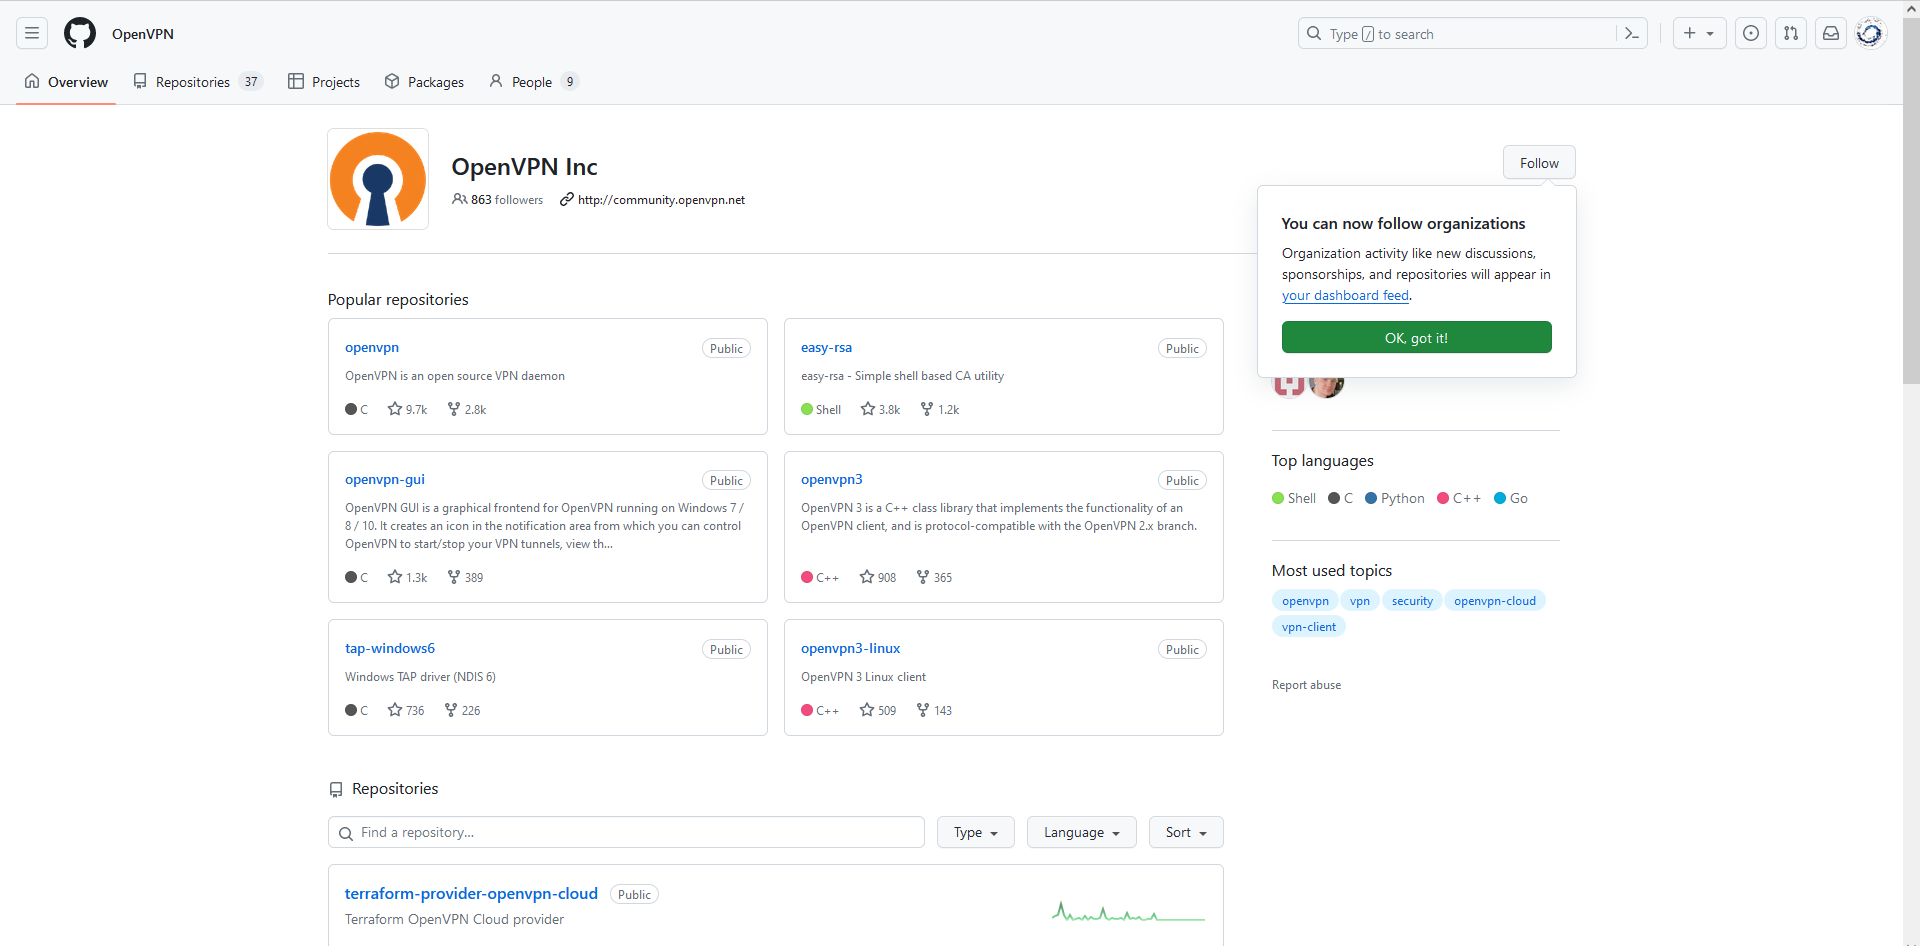 OpenVPN
Type / to search
Overview
Repositories 37
Projects
Packages
People 9
OpenVPN Inc
863 followers
http://community.openvpn.net
Follow
You can now follow organizations
Organization activity like new discussions,
sponsorships, and repositories will appear in
your dashboard feed.
OK, got it!
Popular repositories
openvpn
Public
OpenVPN is an open source VPN daemon
C 9.7k 2.8k
easy-rsa
Public
easy-rsa - Simple shell based CA utility
Shell 3.8k 1.2k
openvpn-gui
Public
OpenVPN GUI is a graphical frontend for OpenVPN running on Windows 7 /
8 / 10. It creates an icon in the notification area from which you can control
OpenVPN to start/stop your VPN tunnels, view th...
C 1.3k 389
openvpn3
Public
OpenVPN 3 is a C++ class library that implements the functionality of an
OpenVPN client, and is protocol-compatible with the OpenVPN 2.x branch.
C++ 908 365
tap-windows6
Public
Windows TAP driver (NDIS 6)
C 736 226
openvpn3-linux
Public
OpenVPN 3 Linux client
C++ 509 143
Top languages
Shell C Python C++ Go
Most used topics
openvpn vpn security openvpn-cloud
vpn-client
Report abuse
Repositories
Find a repository...
Type
Language
Sort
terraform-provider-openvpn-cloud
Public
Terraform OpenVPN Cloud provider